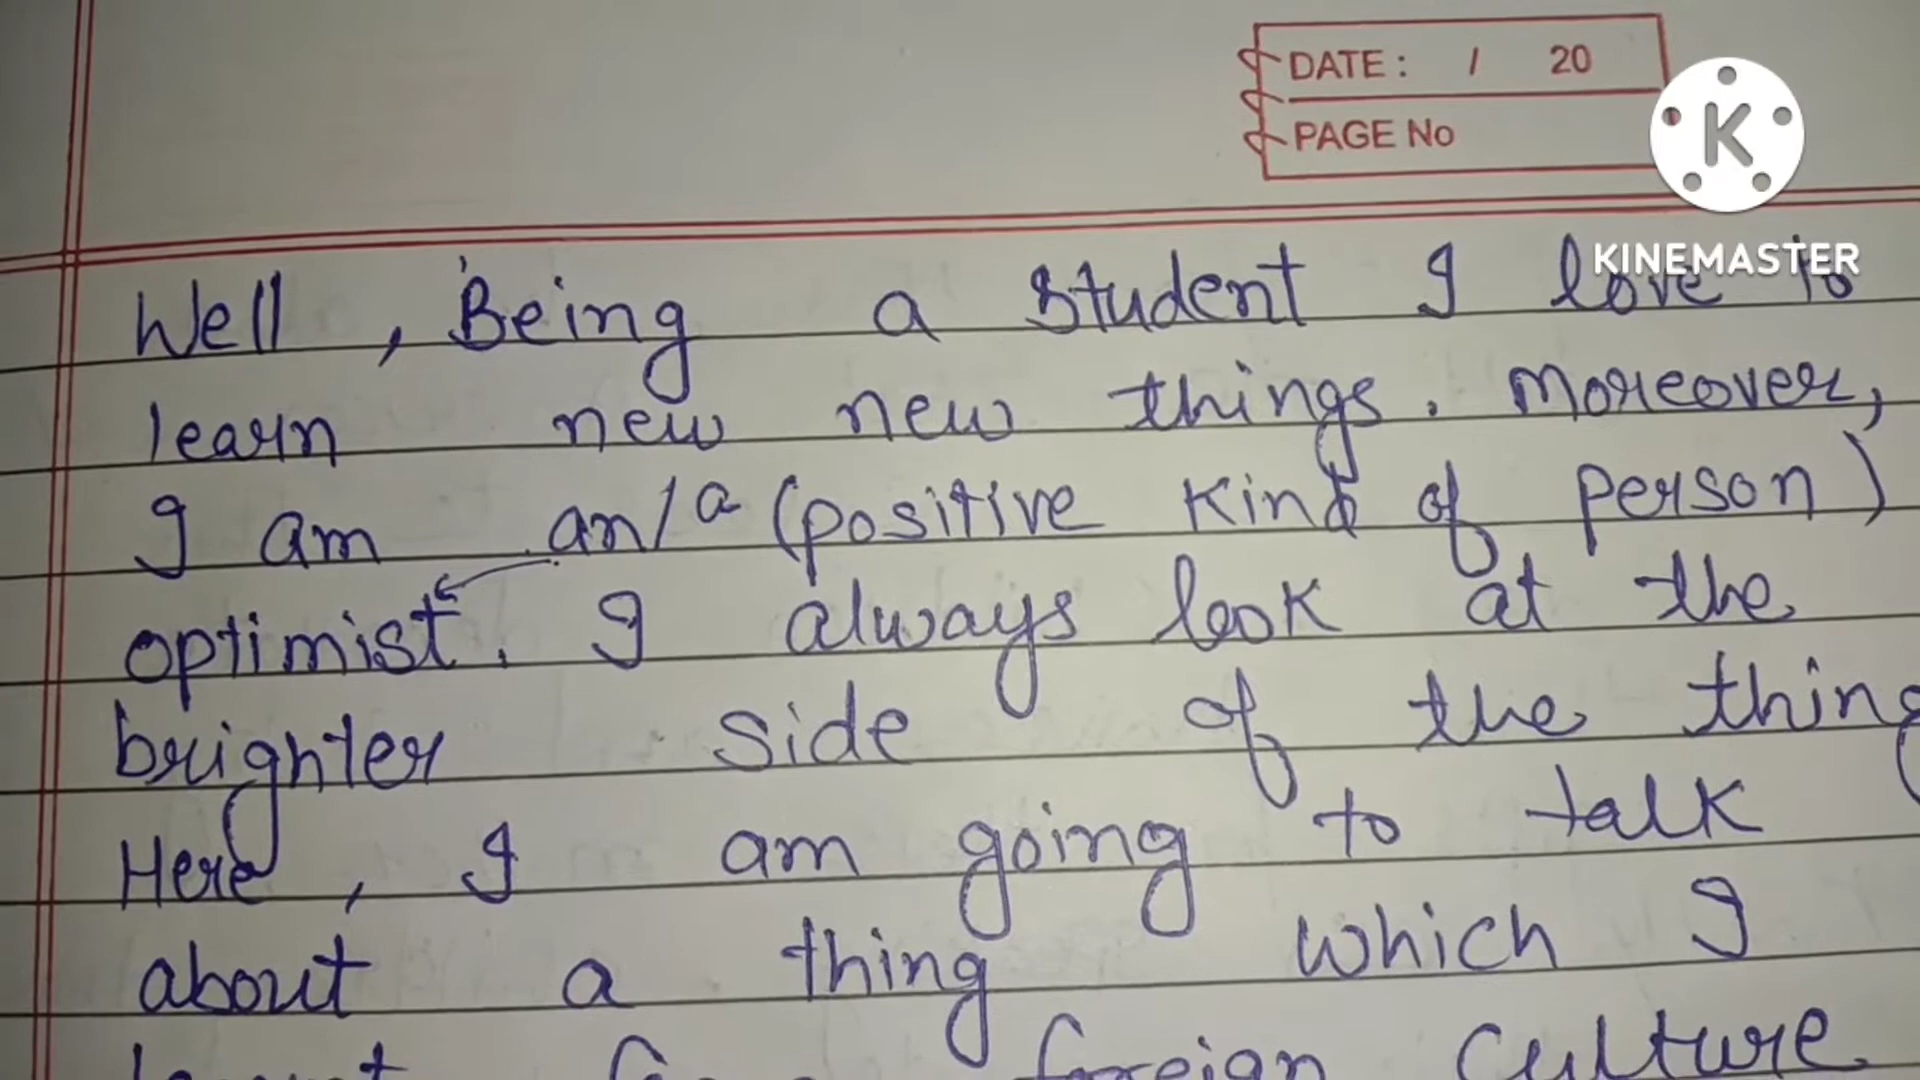 DATE : / 20
PAGE No
K
KINEMASTER
Well , Being a student I love to
learn new new things. Moreover,
I am an/a (positive kind of person)
optimist. I always look at the
brighter side of the thing
Here , I am going to talk
about a thing which I
foreign culture